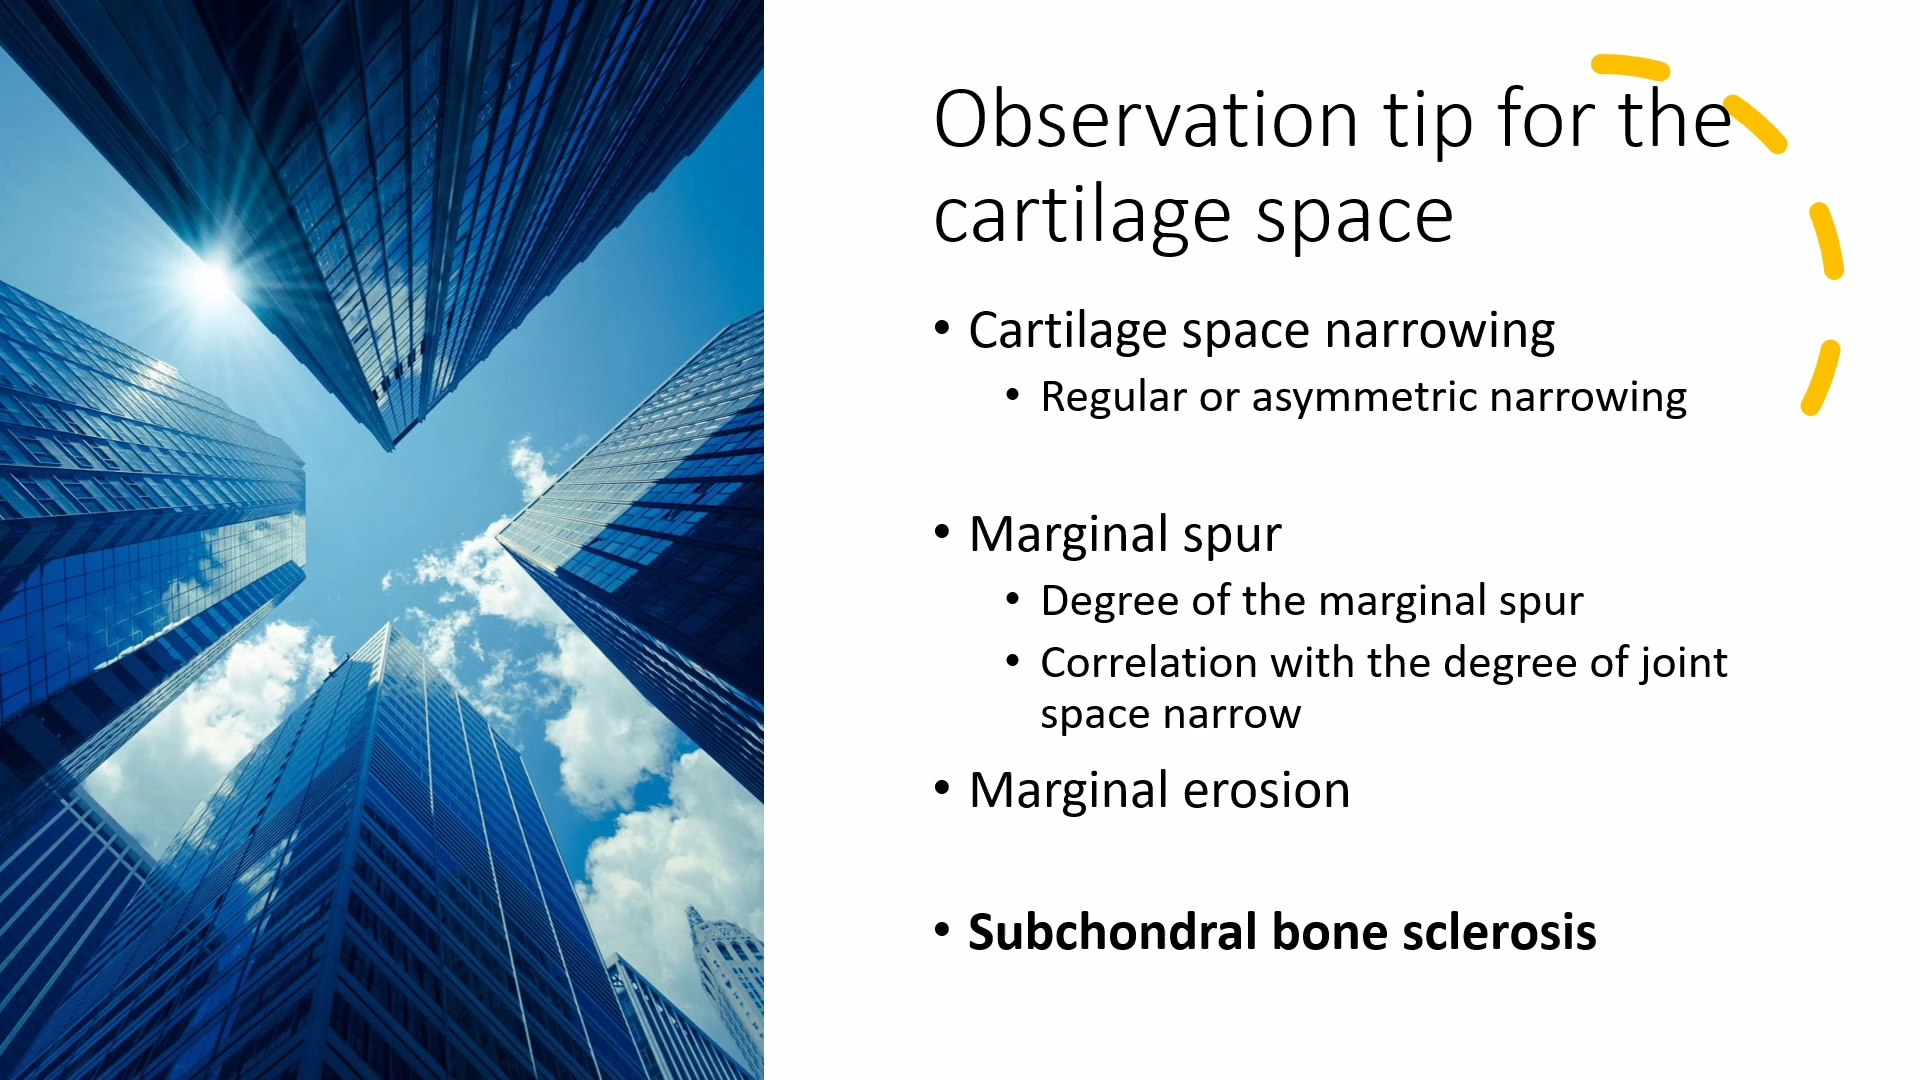 Observation tip for the
cartilage space
• Cartilage space narrowing
• Regular or asymmetric narrowing
• Marginal spur
• Degree of the marginal spur
• Correlation with the degree of joint
space narrow
• Marginal erosion
• Subchondral bone sclerosis